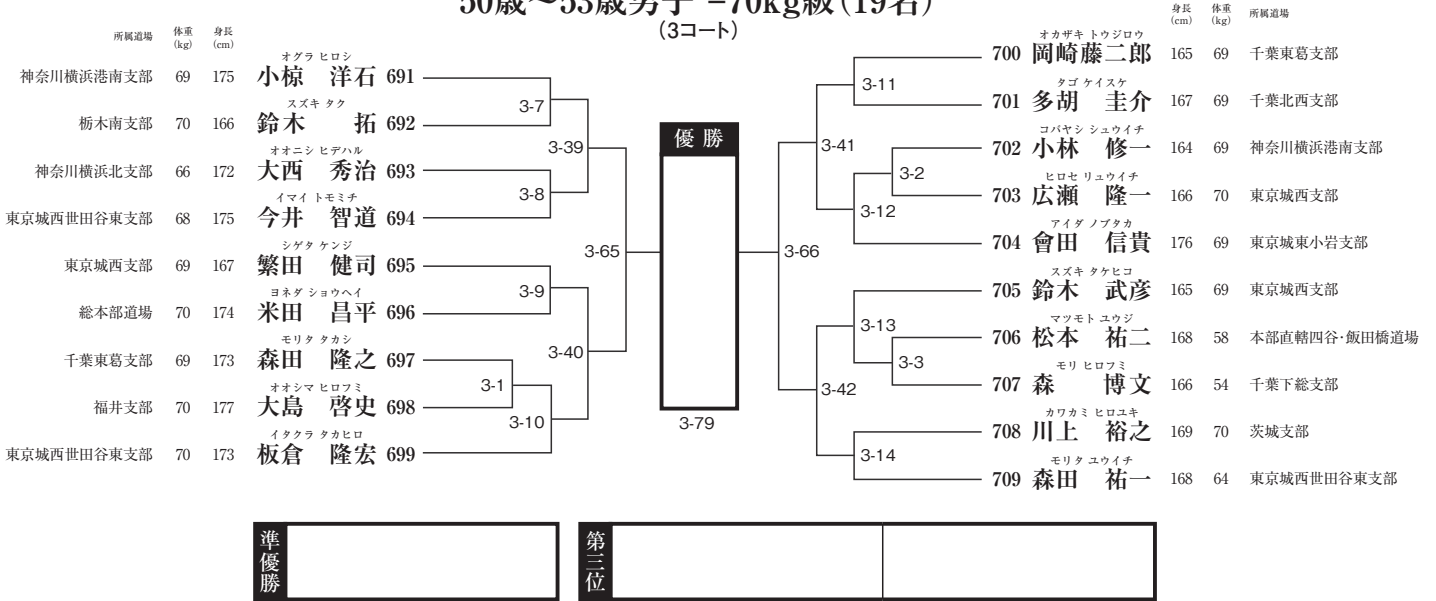 50歳〜53歳男子 −70kg級（19名）
（3コート）
所属道場 体重(kg) 身長(cm)
オグラ ヒロシ
神奈川横浜港南支部 69 175 小椋 洋石 691
スズキ タク
栃木南支部 70 166 鈴木 拓 692
オオニシ ヒデハル
神奈川横浜北支部 66 172 大西 秀治 693
イマイ トモミチ
東京城西世田谷東支部 68 175 今井 智道 694
シゲタ ケンジ
東京城西支部 69 167 繁田 健司 695
ヨネダ ショウヘイ
総本部道場 70 174 米田 昌平 696
モリタ タカシ
千葉東葛支部 69 173 森田 隆之 697
オオシマ ヒロフミ
福井支部 70 177 大島 啓史 698
イタクラ タカヒロ
東京城西世田谷東支部 70 173 板倉 隆宏 699
3-7
3-39
3-8
3-65
3-9
3-40
3-1
3-10
優勝
3-79
3-11
3-41
3-2
3-12
3-66
3-13
3-3
3-42
3-14
身長(cm) 体重(kg) 所属道場
オカザキ トウジロウ
700 岡崎藤二郎 165 69 千葉東葛支部
タゴ ケイスケ
701 多胡 圭介 167 69 千葉北西支部
コバヤシ シュウイチ
702 小林 修一 164 69 神奈川横浜港南支部
ヒロセ リュウイチ
703 広瀬 隆一 166 70 東京城西支部
アイダ ノブタカ
704 會田 信貴 176 69 東京城東小岩支部
スズキ タケヒコ
705 鈴木 武彦 165 69 東京城西支部
マツモト ユウジ
706 松本 祐二 168 58 本部直轄四谷・飯田橋道場
モリ ヒロフミ
707 森 博文 166 54 千葉下総支部
カワカミ ヒロユキ
708 川上 裕之 169 70 茨城支部
モリタ ユウイチ
709 森田 祐一 168 64 東京城西世田谷東支部
準優勝
第三位